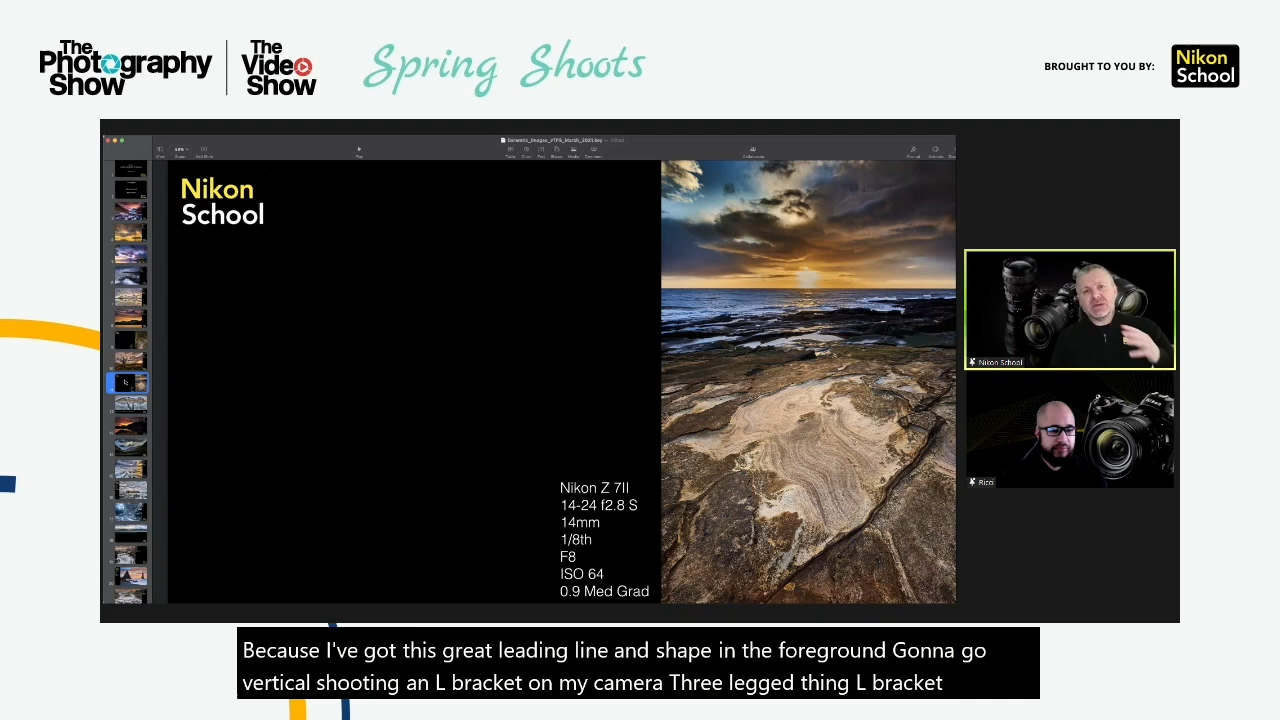 The
Photography
Show
The
Video
Show
Spring Shoots
BROUGHT TO YOU BY:
Nikon
School
Nikon
School
Nikon Z 7II
14-24 f2.8 S
14mm
1/8th
F8
ISO 64
0.9 Med Grad
Nikon School
Ricci
Because I've got this great leading line and shape in the foreground Gonna go
vertical shooting an L bracket on my camera Three legged thing L bracket